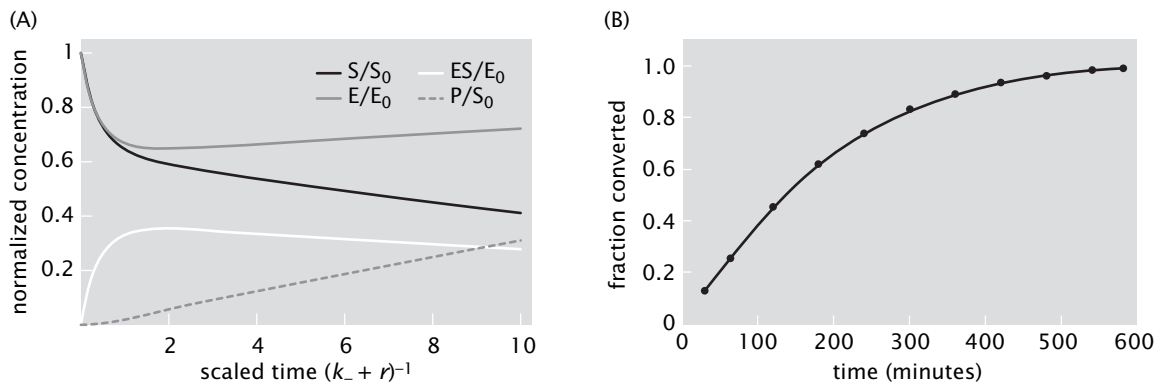 (A)
normalized concentration
1
0.8
0.6
0.4
0.2
S/S₀
ES/E₀
E/E₀
P/S₀
2 4 6 8 10
scaled time (k₋ + r)⁻¹
(B)
fraction converted
1.0
0.8
0.6
0.4
0.2
0
0 100 200 300 400 500 600
time (minutes)